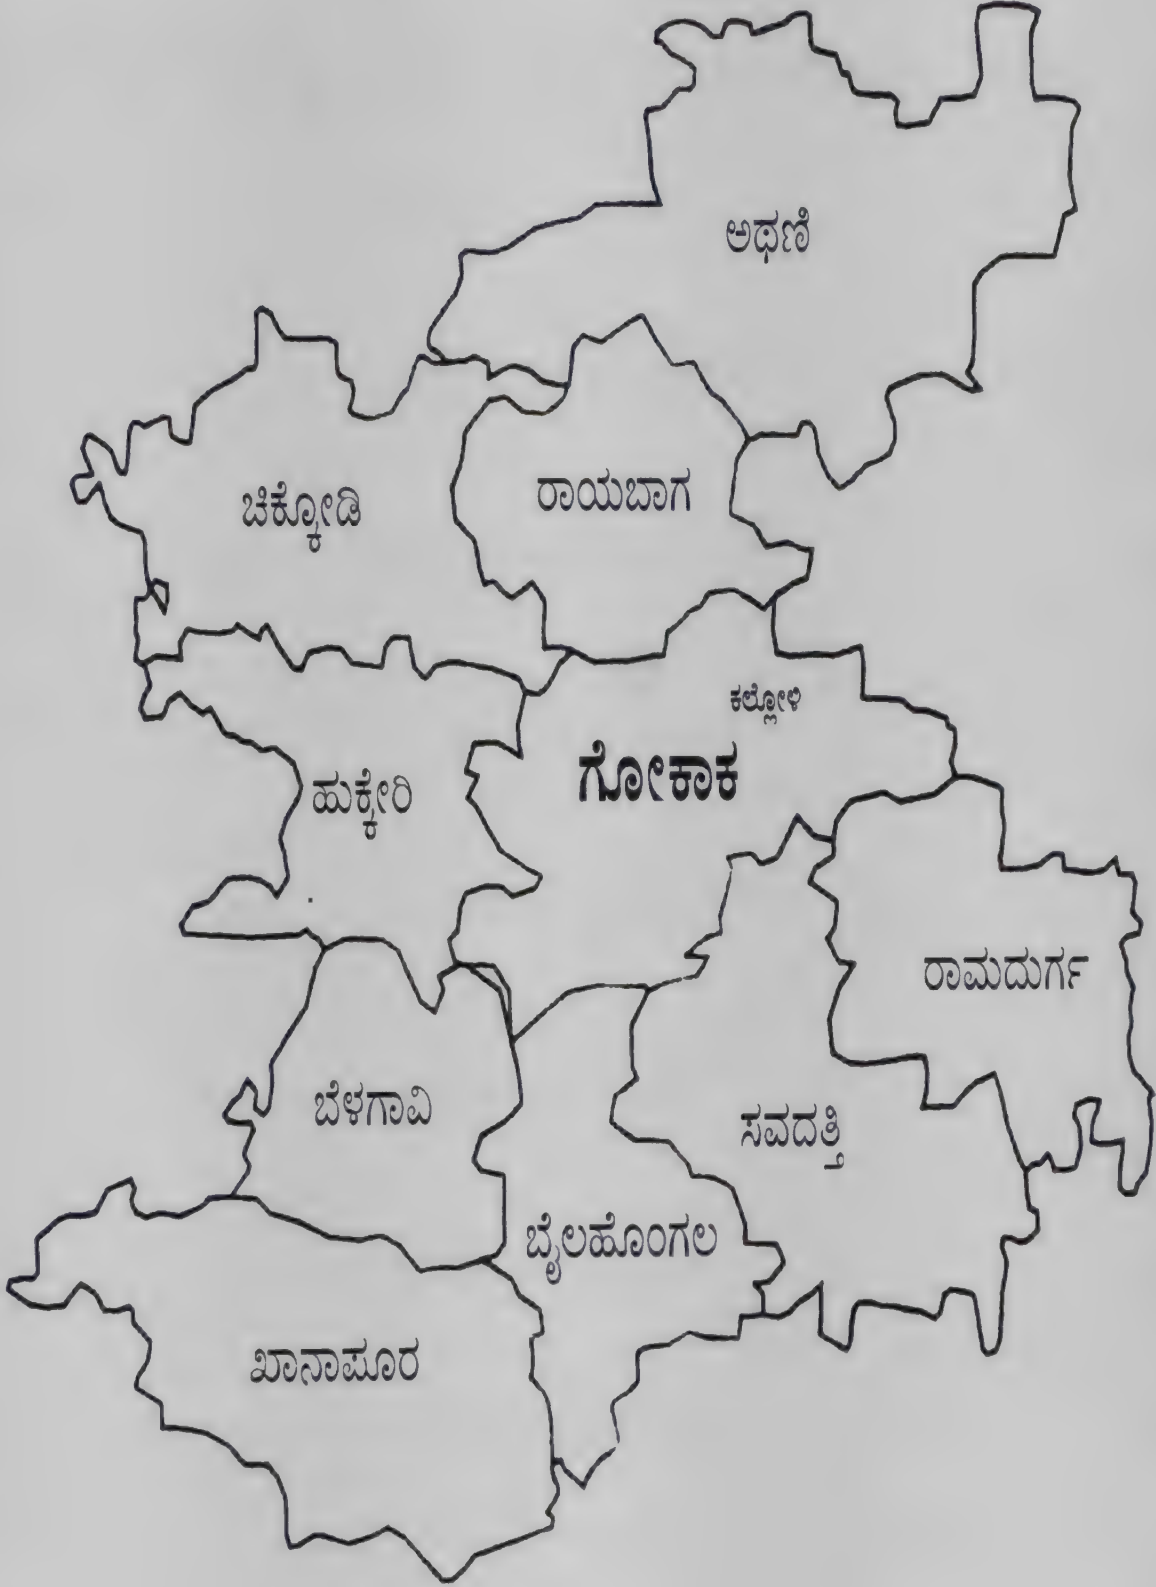 ಅಥಣಿ
ಚಿಕ್ಕೋಡಿ
ರಾಯಬಾಗ
ಕಲ್ಲೋಳಿ
ಗೋಕಾಕ
ಹುಕ್ಕೇರಿ
ರಾಮದುರ್ಗ
ಬೆಳಗಾವಿ
ಸವದತ್ತಿ
ಬೈಲಹೊಂಗಲ
ಖಾನಾಪೂರ